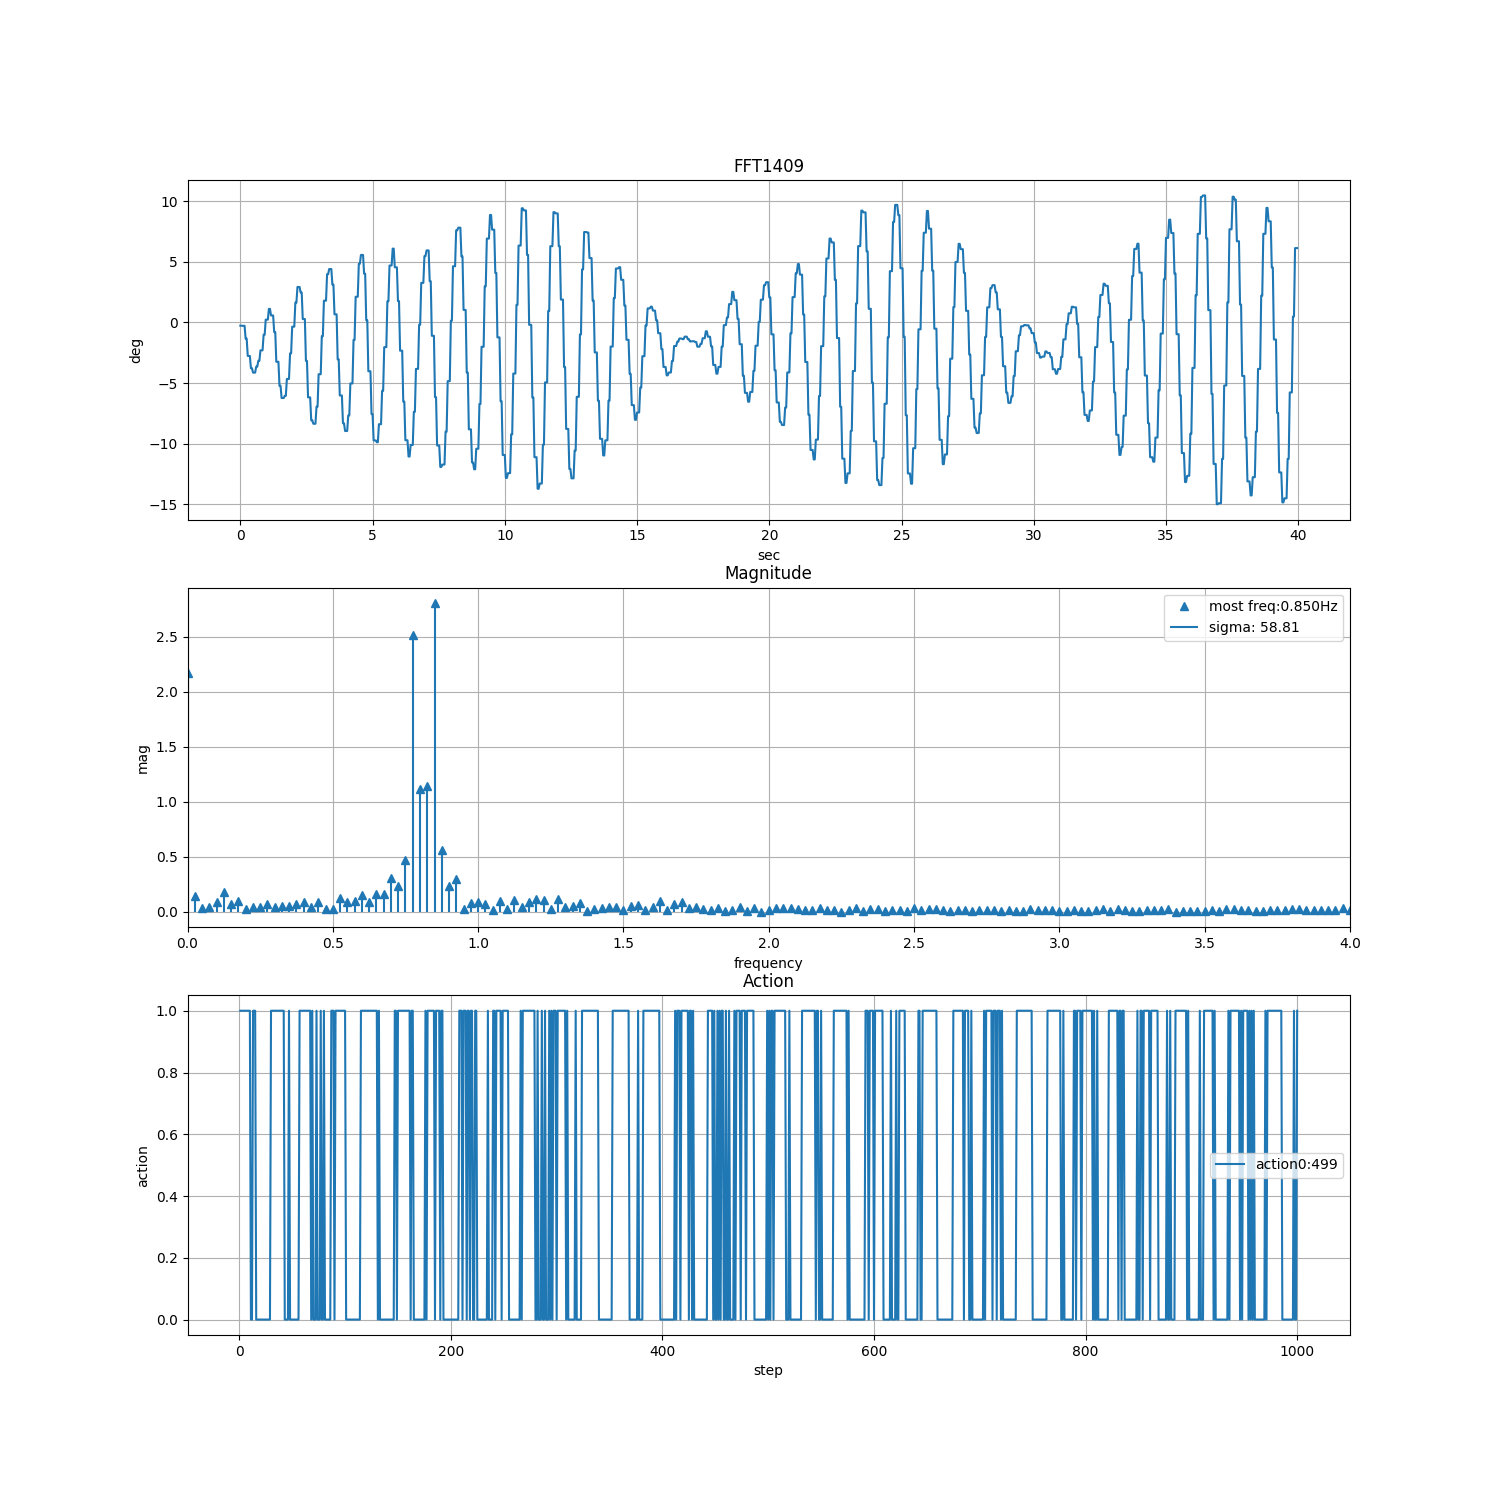 FFT1409
10
5
0
−5
−10
−15
deg
0 5 10 15 20 25 30 35 40
sec
Magnitude
most freq:0.850Hz
sigma: 58.81
2.5
2.0
1.5
1.0
0.5
0.0
mag
0.0 0.5 1.0 1.5 2.0 2.5 3.0 3.5 4.0
frequency
Action
1.0
0.8
0.6
0.4
0.2
0.0
action
action0:499
0 200 400 600 800 1000
step